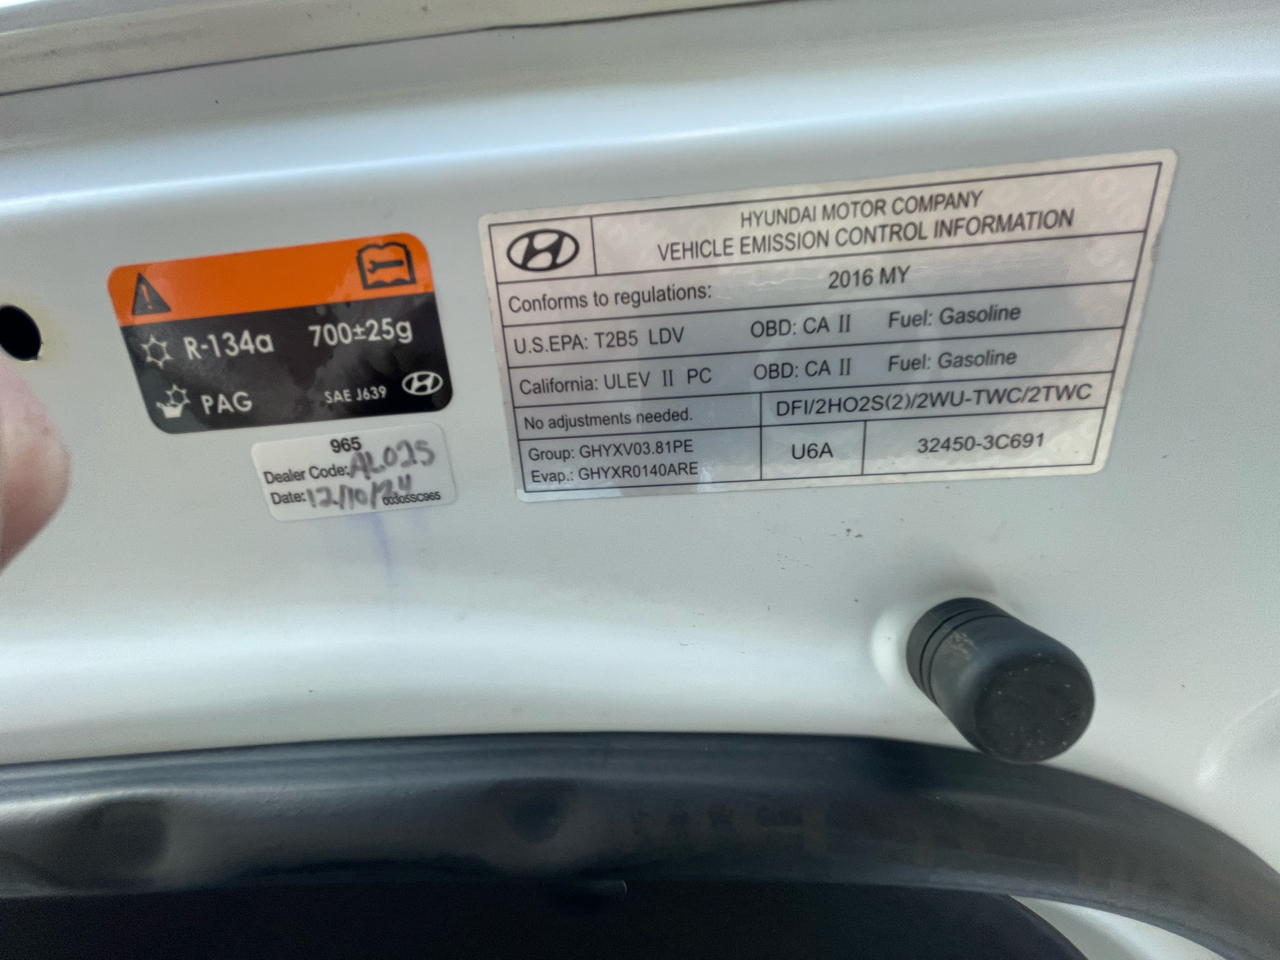 R-134a 700±25g
PAG SAE J639
965
Dealer Code: AL025
Date: 12/10/24
HYUNDAI MOTOR COMPANY
VEHICLE EMISSION CONTROL INFORMATION
Conforms to regulations: 2016 MY
U.S.EPA: T2B5 LDV OBD: CA II Fuel: Gasoline
California: ULEV II PC OBD: CA II Fuel: Gasoline
No adjustments needed. DFI/2HO2S(2)/2WU-TWC/2TWC
Group: GHYXV03.81PE
Evap.: GHYXR0140ARE
U6A
32450-3C691